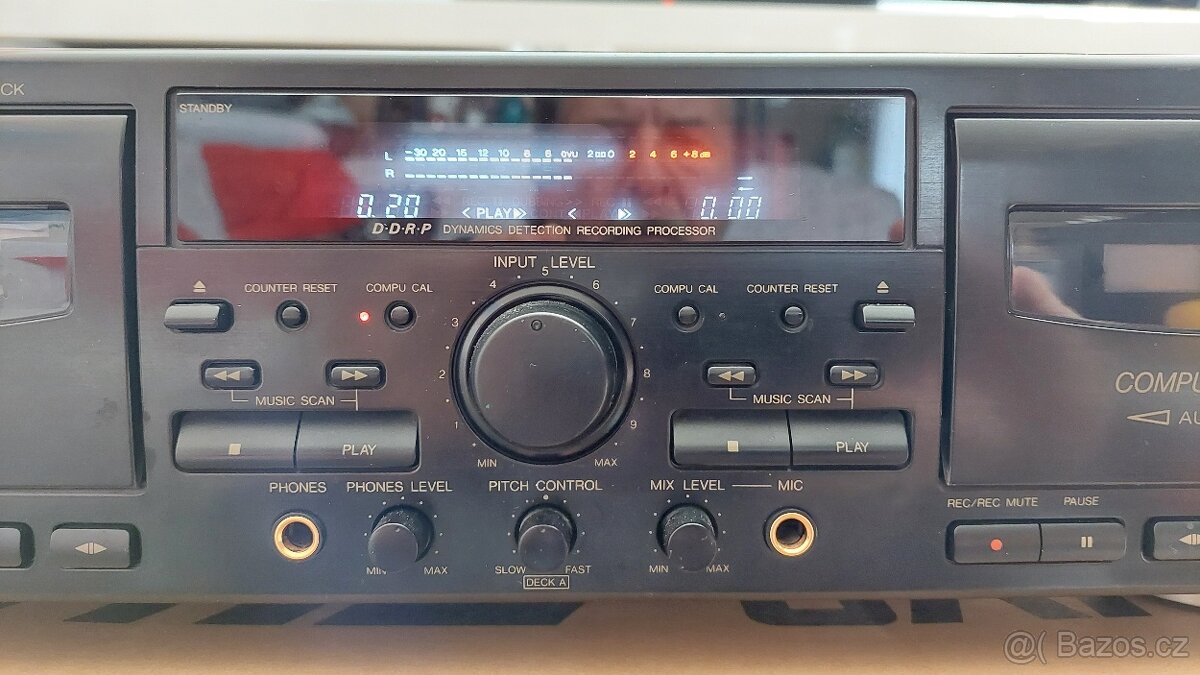 CK
STANDBY
L -30 20 15 12 10 8 6 2 0 2 4 6 +8 dB
R
0.20 < PLAY >> < >> 0.00
D·D·R·P DYNAMICS DETECTION RECORDING PROCESSOR
INPUT LEVEL
4 5 6
COUNTER RESET COMPU CAL COMPU CAL COUNTER RESET
3 7
2 8
MUSIC SCAN MUSIC SCAN
COMPU
AU
1 9
PLAY PLAY
MIN MAX
PHONES PHONES LEVEL PITCH CONTROL MIX LEVEL MIC
REC/REC MUTE PAUSE
MIN MAX SLOW FAST MIN MAX
DECK A
Bazos.cz